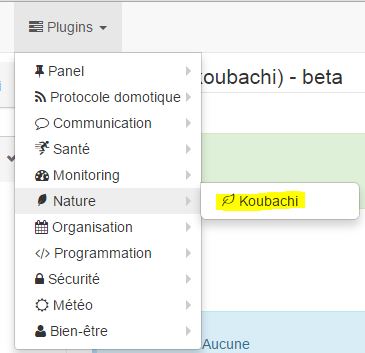 Plugins
koubachi) - beta
Panel
Protocole domotique
Communication
Santé
Monitoring
Nature
Koubachi
Organisation
Programmation
Sécurité
Météo
Bien-être
Aucune